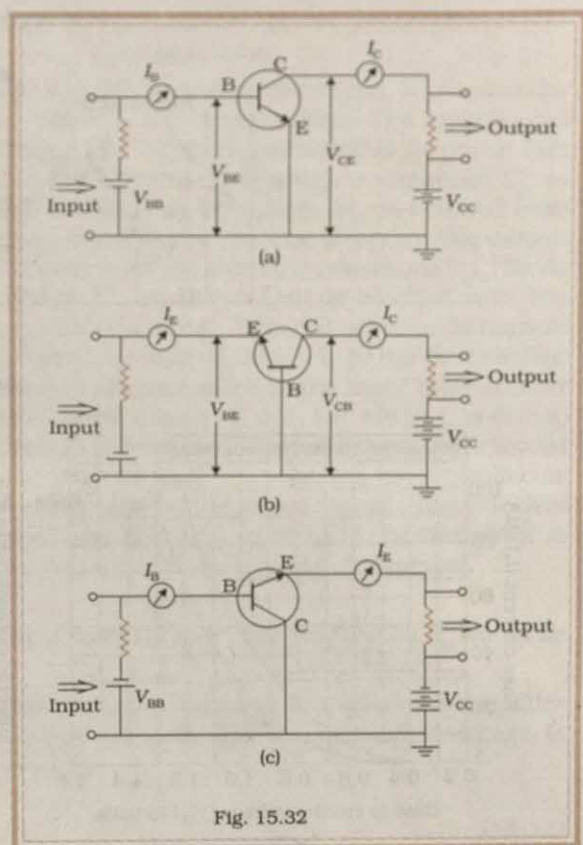 I_B B C I_C
E
V_BE V_CE Output
V_BB V_CC
Input
(a)
I_E E C I_C
B
V_BE V_CB Output
Input V_CC
(b)
I_B B E I_E
C
Output
Input V_BB V_CC
(c)
Fig. 15.32